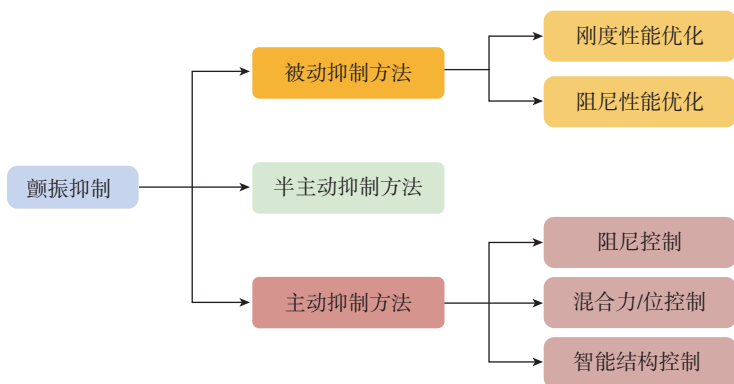 颤振抑制
被动抑制方法
刚度性能优化
阻尼性能优化
半主动抑制方法
主动抑制方法
阻尼控制
混合力/位控制
智能结构控制